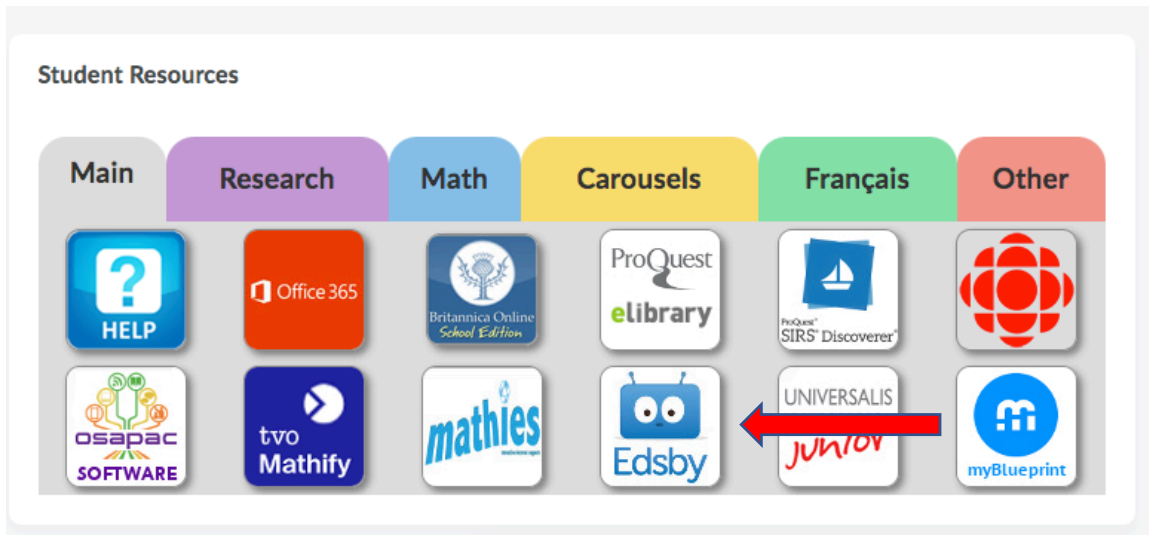 Student Resources
Main Research Math Carousels Français Other
?
HELP
Office 365
Britannica Online
School Edition
ProQuest
elibrary
ProQuest®
SIRS® Discoverer®
osapac
SOFTWARE
tvo
Mathify
mathies
Edsby
UNIVERSALIS
junior
myBlueprint